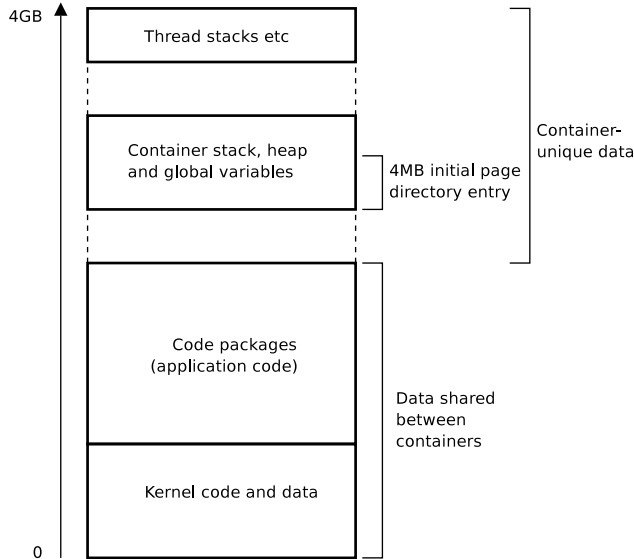 4GB
Thread stacks etc
Container stack, heap
and global variables
4MB initial page
directory entry
Container-
unique data
Code packages
(application code)
Data shared
between
containers
Kernel code and data
0